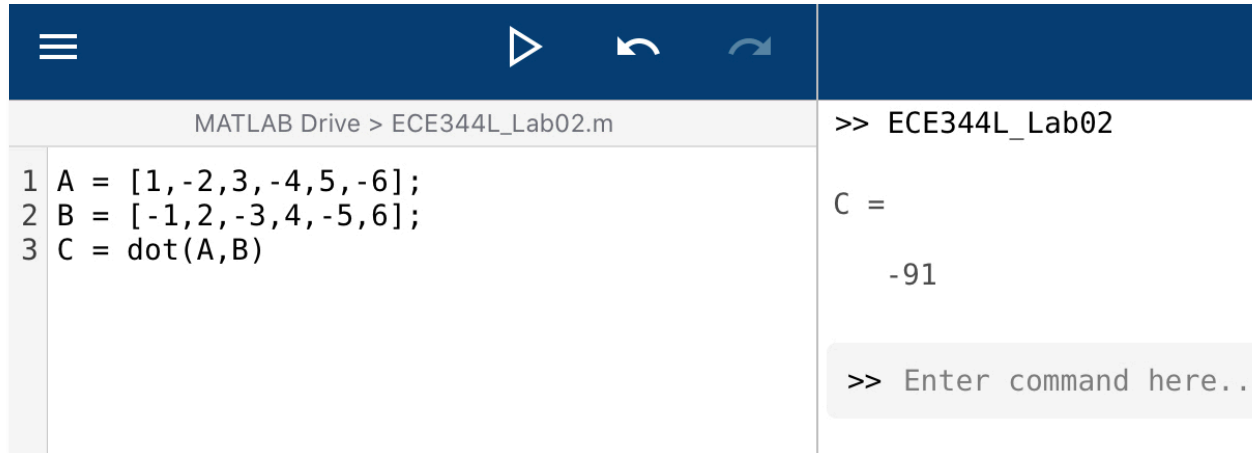 MATLAB Drive > ECE344L_Lab02.m
1 A = [1,-2,3,-4,5,-6];
2 B = [-1,2,-3,4,-5,6];
3 C = dot(A,B)
>> ECE344L_Lab02
C =
-91
>> Enter command here..